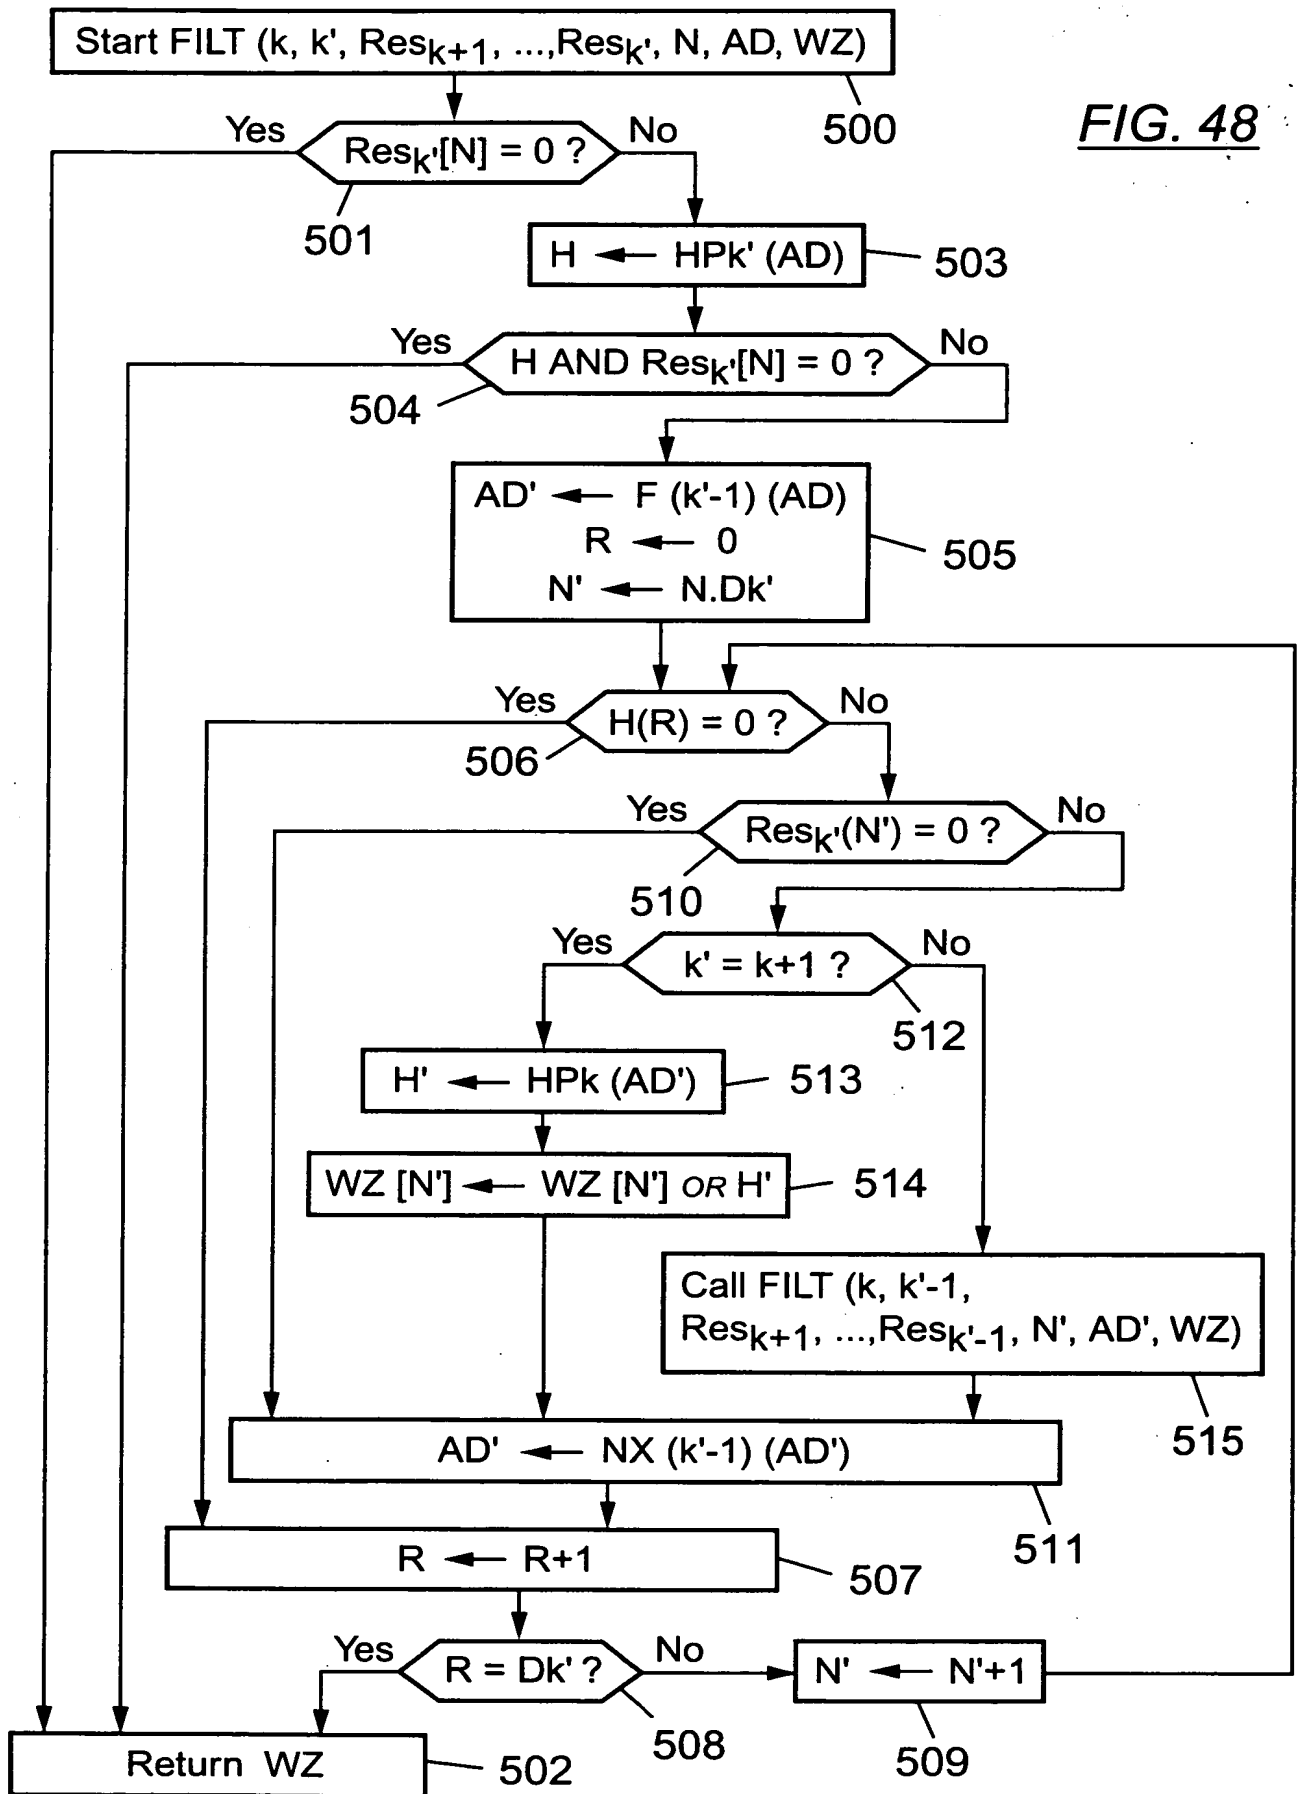 Start FILT (k, k', Resk+1, ...,Resk', N, AD, WZ)
500
FIG. 48
Yes
Resk'[N] = 0 ?
No
501
H ← HPk' (AD)
503
Yes
H AND Resk'[N] = 0 ?
No
504
AD' ← F (k'-1) (AD)
R ← 0
N' ← N.Dk'
505
Yes
H(R) = 0 ?
No
506
Yes
Resk'(N') = 0 ?
No
510
Yes
k' = k+1 ?
No
512
H' ← HPk (AD')
513
WZ [N'] ← WZ [N'] OR H'
514
Call FILT (k, k'-1,
Resk+1, ...,Resk'-1, N', AD', WZ)
515
AD' ← NX (k'-1) (AD')
511
R ← R+1
507
Yes
R = Dk' ?
No
508
N' ← N'+1
509
Return WZ
502